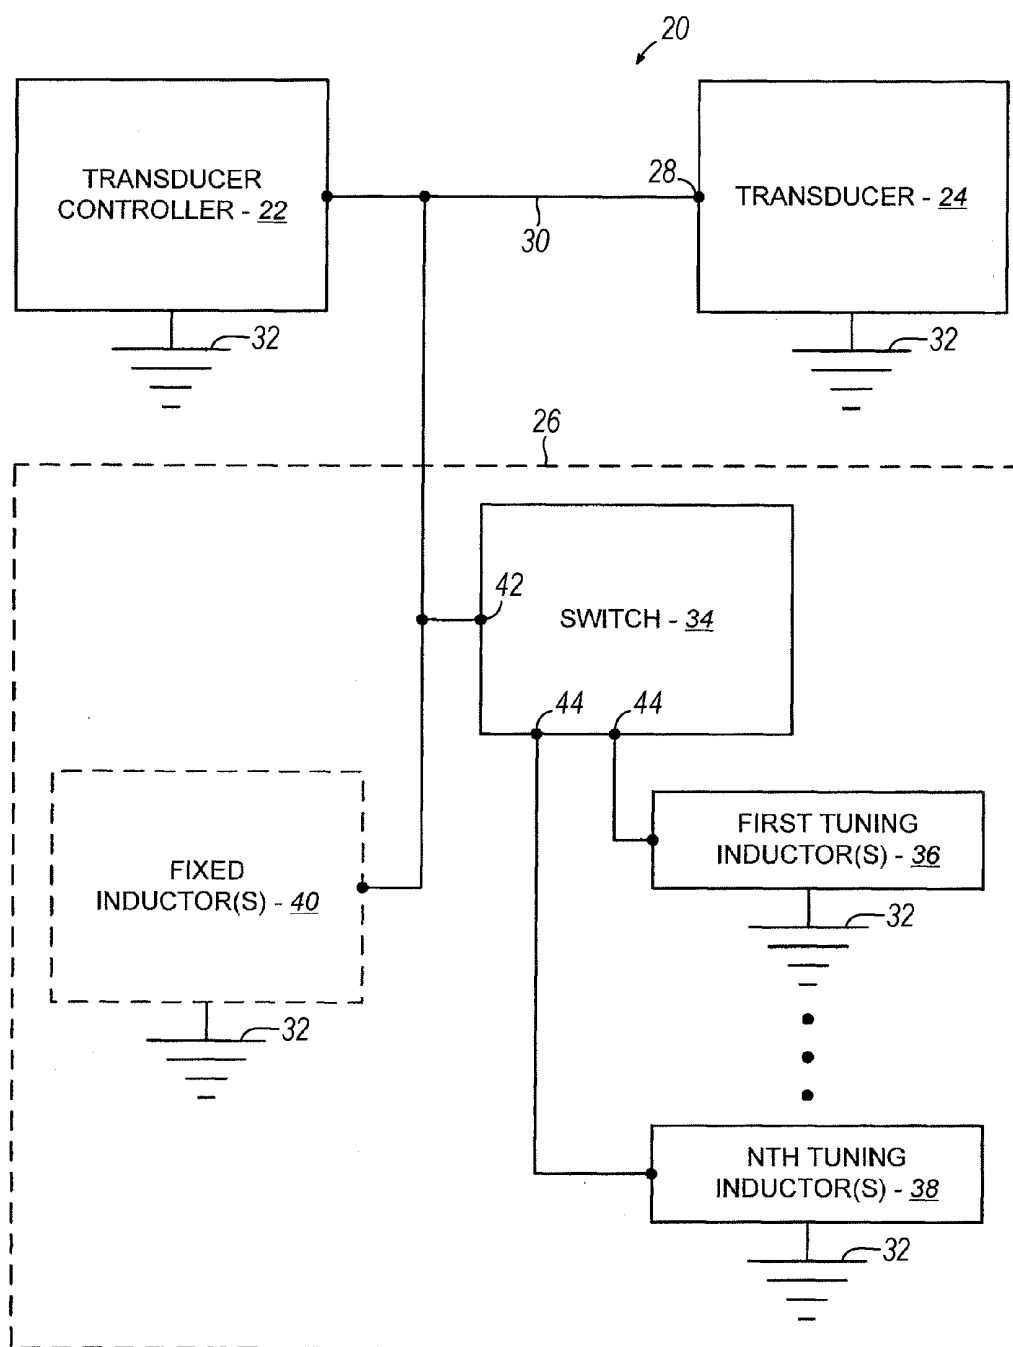 20
TRANSDUCER
CONTROLLER - 22
28
TRANSDUCER - 24
30
32
32
26
42
SWITCH - 34
44
44
FIRST TUNING
INDUCTOR(S) - 36
FIXED
INDUCTOR(S) - 40
32
32
NTH TUNING
INDUCTOR(S) - 38
32